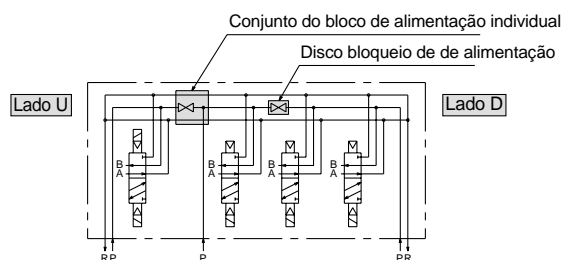 Conjunto do bloco de alimentação individual
Disco bloqueio de de alimentação
Lado U
Lado D
B
A
B
A
B
A
B
A
R P
P
P R